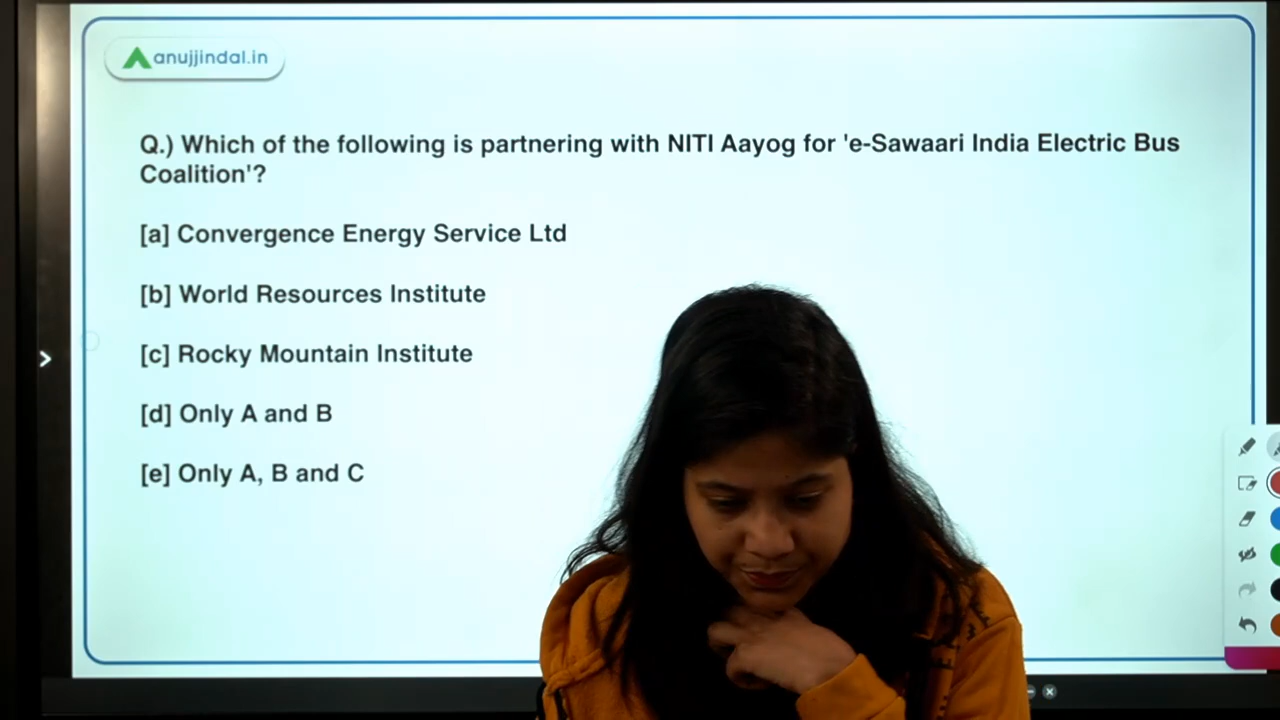 anujjindal.in
Q.) Which of the following is partnering with NITI Aayog for 'e-Sawaari India Electric Bus
Coalition'?
[a] Convergence Energy Service Ltd
[b] World Resources Institute
[c] Rocky Mountain Institute
[d] Only A and B
[e] Only A, B and C